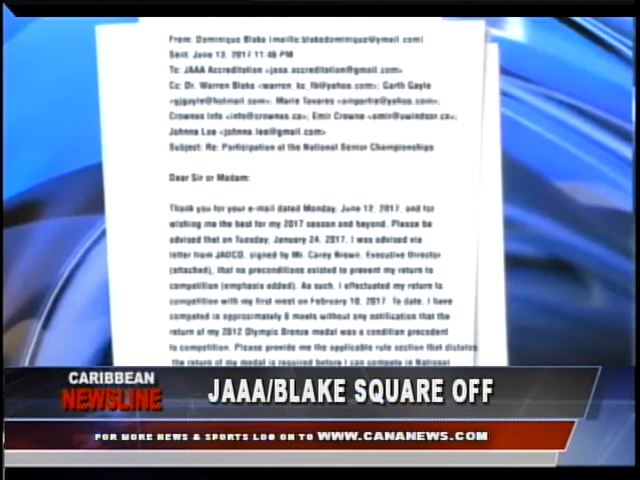 From: Dominique Blake [mailto:blakedominique@ymail.com]
Sent: June 13, 2017 11:46 PM
To: JAAA Accreditation <jaaa.accreditation@gmail.com>
Cc: Dr. Warren Blake <warren_kc_fb@yahoo.com>; Garth Gayle
<gjgayle@hotmail.com>; Marie Tavares <amportia@yahoo.com>;
Crownes Info <info@crownes.ca>; Emir Crowne <emir@uwindsor.ca>;
Jahnna Lee <jahnna.lee@gmail.com>
Subject: Re: Participation at the National Senior Championships
Dear Sir or Madam:
Thank you for your e-mail dated Monday, June 12, 2017, and for
wishing me the best for my 2017 season and beyond. Please be
advised that on Tuesday, January 24, 2017, I was advised via
letter from JADCO, signed by Mr. Carey Brown, Executive Director
(attached), that no preconditions existed to prevent my return to
competition (emphasis added). As such, I effectuated my return to
competition with my first meet on February 18, 2017. To date, I have
competed in approximately 6 meets without any notification that the
return of my 2012 Olympic Bronze medal was a condition precedent
to competition. Please provide me the applicable rule section that dictates
the return of my medal is required before I can compete in National
CARIBBEAN
NEWSLINE
JAAA/BLAKE SQUARE OFF
FOR MORE NEWS & SPORTS LOG ON TO WWW.CANANEWS.COM